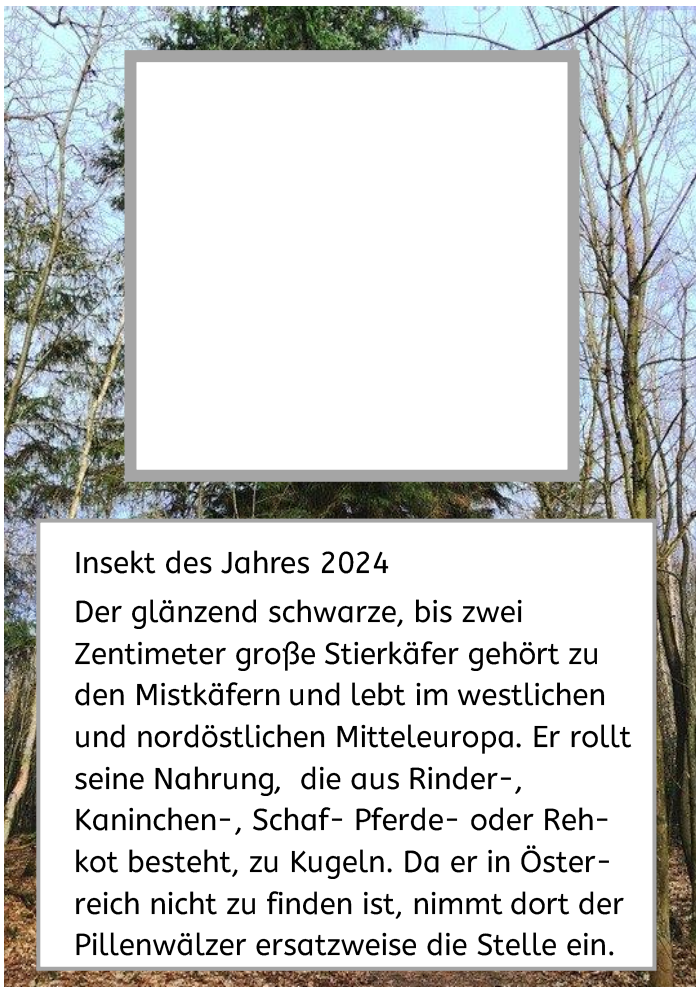 Insekt des Jahres 2024
Der glänzend schwarze, bis zwei
Zentimeter große Stierkäfer gehört zu
den Mistkäfern und lebt im westlichen
und nordöstlichen Mitteleuropa. Er rollt
seine Nahrung,  die aus Rinder-,
Kaninchen-, Schaf- Pferde- oder Reh-
kot besteht, zu Kugeln. Da er in Öster-
reich nicht zu finden ist, nimmt dort der
Pillenwälzer ersatzweise die Stelle ein.